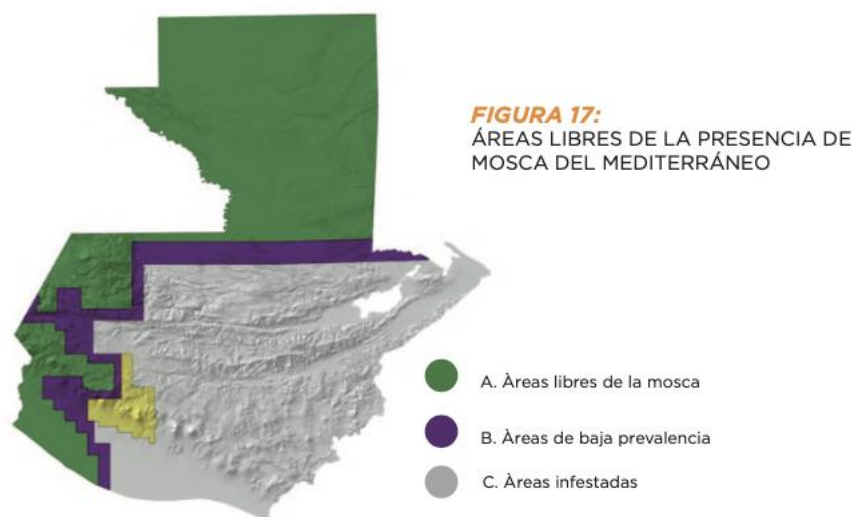 FIGURA 17:
ÁREAS LIBRES DE LA PRESENCIA DE
MOSCA DEL MEDITERRÁNEO
A. Àreas libres de la mosca
B. Àreas de baja prevalencia
C. Àreas infestadas